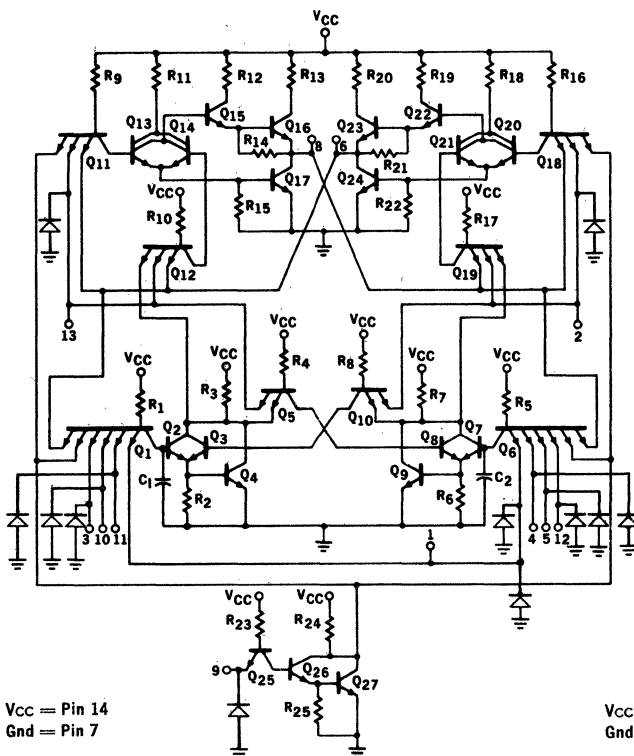 VCC
R9 R11 R12 R13 R20 R19 R18 R16
Q13 Q14 Q15 Q16 Q23 Q22 Q21 Q20
Q11 R14 8 6 R21 Q18
VCC Q17 Q24 VCC
R10 R15 R22 R17
Q12 Q19
13 2
VCC VCC VCC VCC VCC VCC
R1 R3 R4 R8 R7 R5
Q1 Q2 Q3 Q5 Q10 Q8 Q7 Q6
C1 Q4 Q9 C2
R2 R6
3 10 11 1 4 5 12
VCC VCC
R23 R24
9 Q25 Q26 Q27
R25
VCC = Pin 14
Gnd = Pin 7
VCC
Gnd